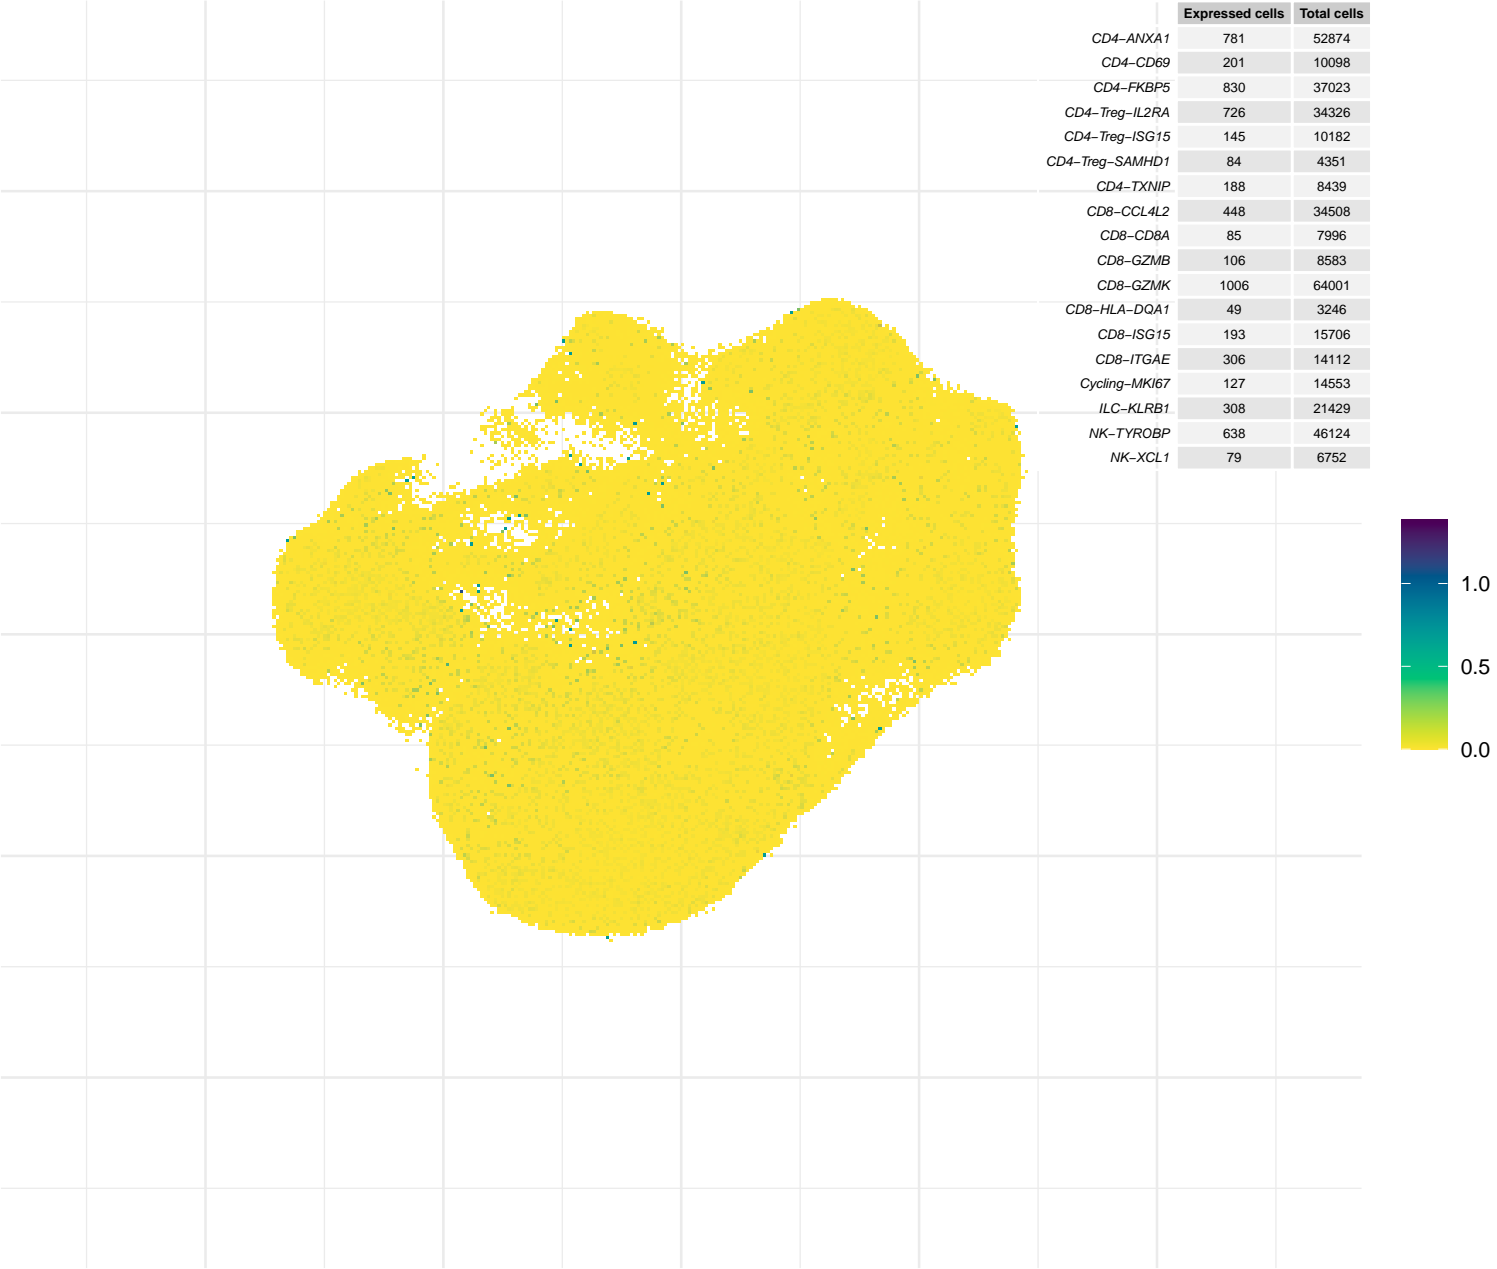 Expressed cells Total cells
CD4−ANXA1 781 52874
CD4−CD69 201 10098
CD4−FKBP5 830 37023
CD4−Treg−IL2RA 726 34326
CD4−Treg−ISG15 145 10182
CD4−Treg−SAMHD1 84 4351
CD4−TXNIP 188 8439
CD8−CCL4L2 448 34508
CD8−CD8A 85 7996
CD8−GZMB 106 8583
CD8−GZMK 1006 64001
CD8−HLA−DQA1 49 3246
CD8−ISG15 193 15706
CD8−ITGAE 306 14112
Cycling−MKI67 127 14553
ILC−KLRB1 308 21429
NK−TYROBP 638 46124
NK−XCL1 79 6752
1.0
0.5
0.0